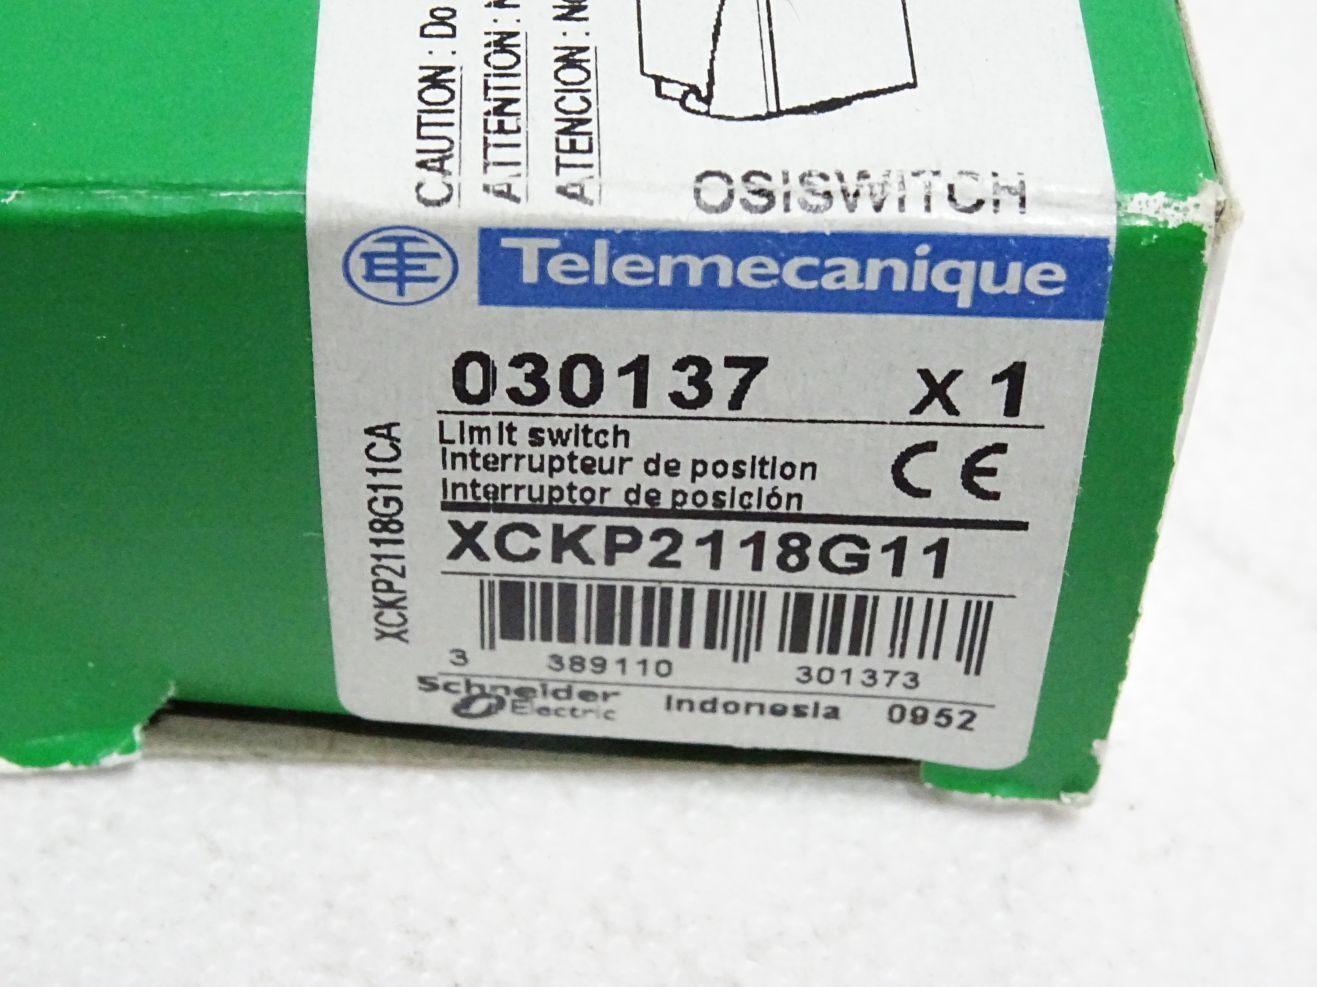 CAUTION : Do
ATTENTION :
ATENCION :
OSISWITCH
TE
Telemecanique
030137 x 1
Limit switch
Interrupteur de position
Interruptor de posición
CE
XCKP2118G11
XCKP2118G11CA
3 389110 301373
Schneider Electric Indonesia 0952